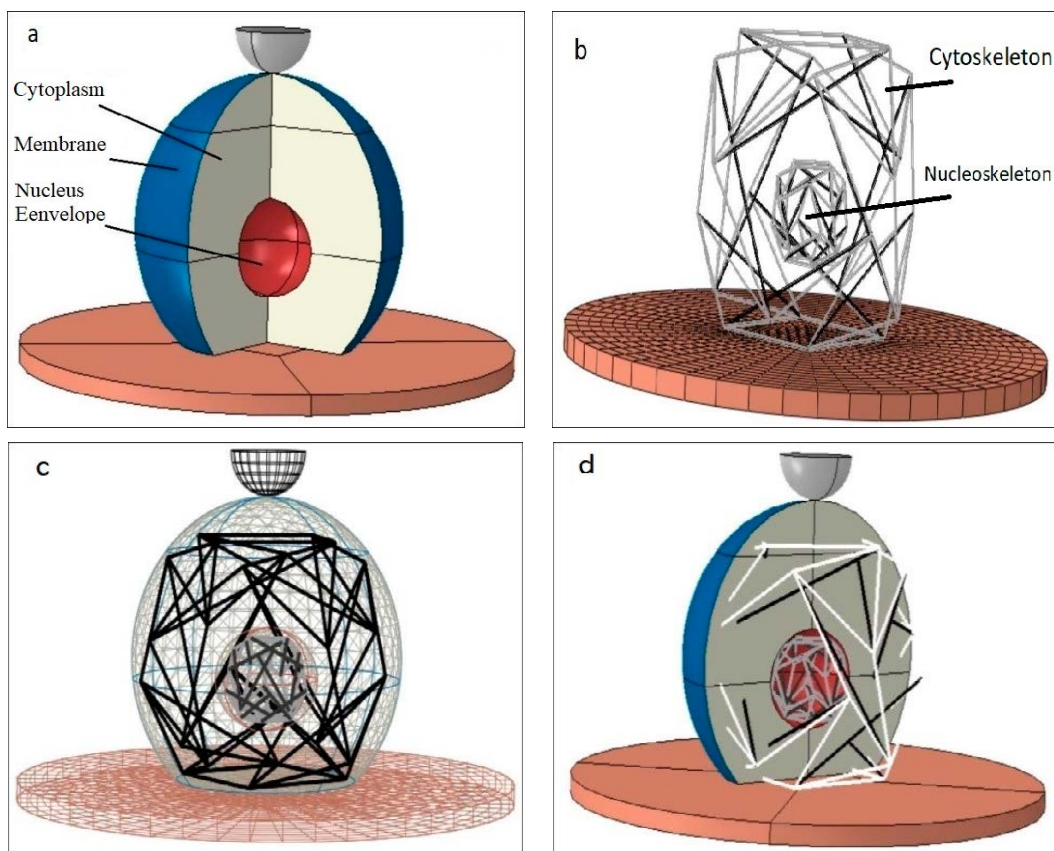 a
Cytoplasm
Membrane
Nucleus
Eenvelope
b
Cytoskeleton
Nucleoskeleton
c
d